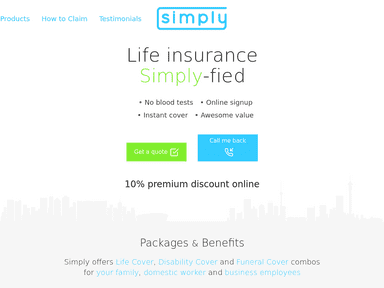 Products How to Claim Testimonials simply
Life insurance
Simply-fied
• No blood tests • Online signup
• Instant cover • Awesome value
Get a quote
Call me back
10% premium discount online
Packages & Benefits
Simply offers Life Cover, Disability Cover and Funeral Cover combos
for your family, domestic worker and business employees